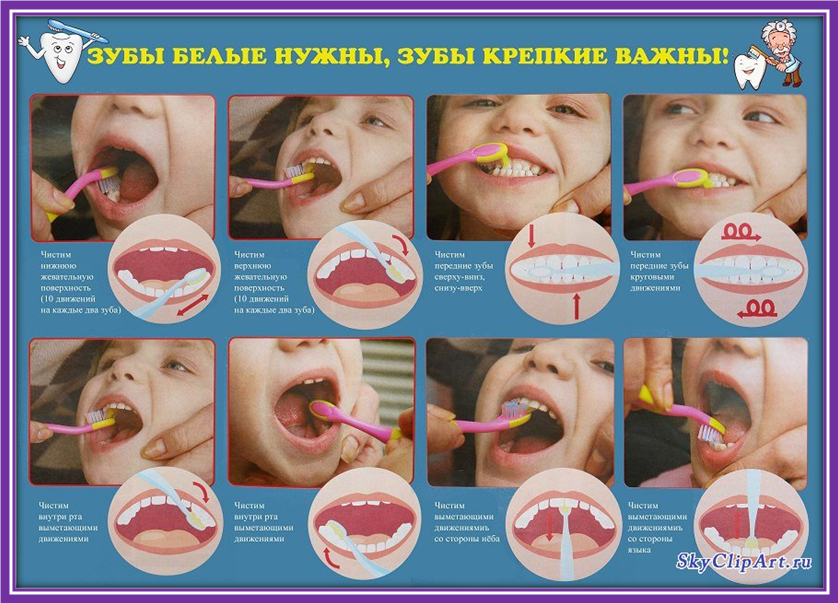 ЗУБЫ БЕЛЫЕ НУЖНЫ, ЗУБЫ КРЕПКИЕ ВАЖНЫ!
Чистим
нижнюю
жевательную
поверхность
(10 движений
на каждые два зуба)
Чистим
верхнюю
жевательную
поверхность
(10 движений
на каждые два зуба)
Чистим
передние зубы
сверху-вниз,
снизу-вверх
Чистим
передние зубы
круговыми
движениями
Чистим
внутри рта
выметающими
движениями
Чистим
внутри рта
выметающими
движениями
Чистим
выметающими
движениямиъ
со стороны нёба
Чистим
выметающими
движениямиъ
со стороны
языка
SkyClipArt.ru